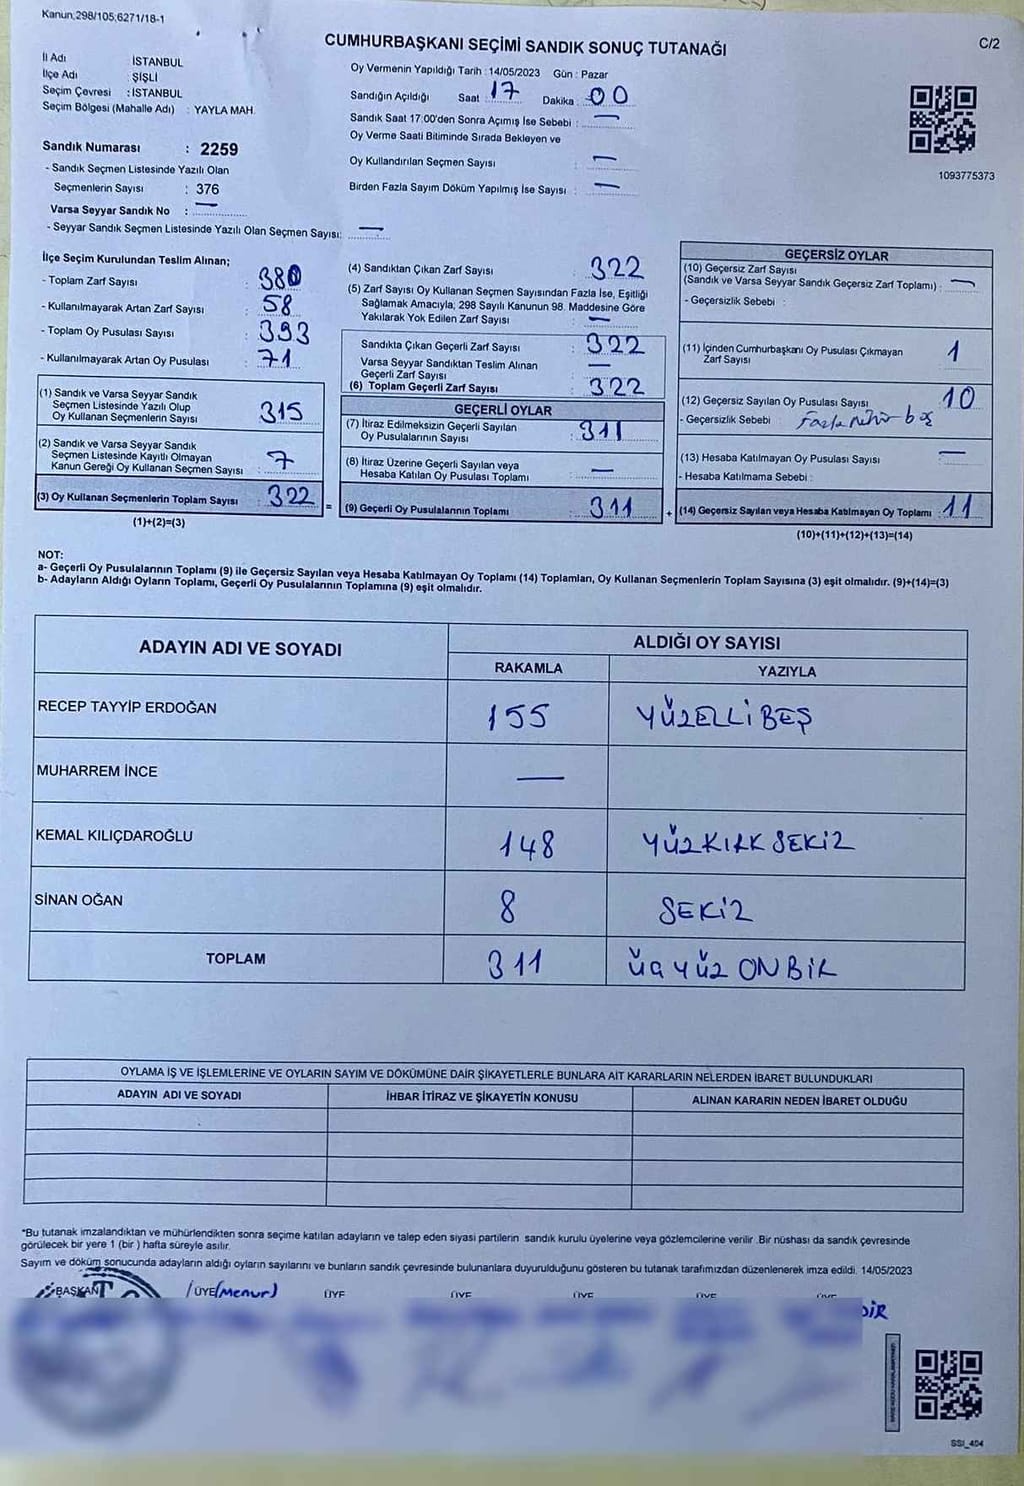 Kanun,298/105,6271/18-1
CUMHURBAŞKANI SEÇİMİ SANDIK SONUÇ TUTANAĞI
C/2
İl Adı : İSTANBUL
İlçe Adı : ŞİŞLİ
Seçim Çevresi : İSTANBUL
Seçim Bölgesi (Mahalle Adı) : YAYLA MAH.
Sandık Numarası : 2259
- Sandık Seçmen Listesinde Yazılı Olan
Seçmenlerin Sayısı : 376
Varsa Seyyar Sandık No : —
- Seyyar Sandık Seçmen Listesinde Yazılı Olan Seçmen Sayısı: —
Oy Vermenin Yapıldığı Tarih : 14/05/2023 Gün : Pazar
Sandığın Açıldığı Saat : 17 Dakika : 00
Sandık Saat 17:00'den Sonra Açımış İse Sebebi : —
Oy Verme Saati Bitiminde Sırada Bekleyen ve
Oy Kullandırılan Seçmen Sayısı : —
Birden Fazla Sayım Döküm Yapılmış İse Sayısı : —
1093775373
İlçe Seçim Kurulundan Teslim Alınan;
- Toplam Zarf Sayısı : 380
- Kullanılmayarak Artan Zarf Sayısı : 58
- Toplam Oy Pusulası Sayısı : 393
- Kullanılmayarak Artan Oy Pusulası : 71
(1) Sandık ve Varsa Seyyar Sandık
Seçmen Listesinde Yazılı Olup
Oy Kullanan Seçmenlerin Sayısı : 315
(2) Sandık ve Varsa Seyyar Sandık
Seçmen Listesinde Kayıtlı Olmayan
Kanun Gereği Oy Kullanan Seçmen Sayısı : 7
(3) Oy Kullanan Seçmenlerin Toplam Sayısı : 322
(1)+(2)=(3)
=
(4) Sandıktan Çıkan Zarf Sayısı : 322
(5) Zarf Sayısı Oy Kullanan Seçmen Sayısından Fazla İse, Eşitliği
Sağlamak Amacıyla, 298 Sayılı Kanunun 98. Maddesine Göre
Yakılarak Yok Edilen Zarf Sayısı : —
Sandıkta Çıkan Geçerli Zarf Sayısı : 322
Varsa Seyyar Sandıktan Teslim Alınan
Geçerli Zarf Sayısı : —
(6) Toplam Geçerli Zarf Sayısı : 322
GEÇERLİ OYLAR
(7) İtiraz Edilmeksizin Geçerli Sayılan
Oy Pusulalarının Sayısı : 311
(8) İtiraz Üzerine Geçerli Sayılan veya
Hesaba Katılan Oy Pusulası Toplamı : —
(9) Geçerli Oy Pusulalarının Toplamı : 311
+
GEÇERSİZ OYLAR
(10) Geçersiz Zarf Sayısı
(Sandık ve Varsa Seyyar Sandık Geçersiz Zarf Toplamı) : —
- Geçersizlik Sebebi :
(11) İçinden Cumhurbaşkanı Oy Pusulası Çıkmayan
Zarf Sayısı : 1
(12) Geçersiz Sayılan Oy Pusulası Sayısı : 10
- Geçersizlik Sebebi : Fazla mühür boş
(13) Hesaba Katılmayan Oy Pusulası Sayısı : —
- Hesaba Katılmama Sebebi :
(14) Geçersiz Sayılan veya Hesaba Katılmayan Oy Toplamı : 11
(10)+(11)+(12)+(13)=(14)
NOT:
a- Geçerli Oy Pusulalarının Toplamı (9) ile Geçersiz Sayılan veya Hesaba Katılmayan Oy Toplamı (14) Toplamları, Oy Kullanan Seçmenlerin Toplam Sayısına (3) eşit olmalıdır. (9)+(14)=(3)
b- Adayların Aldığı Oyların Toplamı, Geçerli Oy Pusulalarının Toplamına (9) eşit olmalıdır.
ADAYIN ADI VE SOYADI
ALDIĞI OY SAYISI
RAKAMLA YAZIYLA
RECEP TAYYİP ERDOĞAN 155 YÜZELLİ BEŞ
MUHARREM İNCE —
KEMAL KILIÇDAROĞLU 148 YÜZKIRK SEKİZ
SİNAN OĞAN 8 SEKİZ
TOPLAM 311 ÜÇ YÜZ ONBİR
OYLAMA İŞ VE İŞLEMLERİNE VE OYLARIN SAYIM VE DÖKÜMÜNE DAİR ŞİKAYETLERLE BUNLARA AİT KARARLARIN NELERDEN İBARET BULUNDUKLARI
ADAYIN ADI VE SOYADI İHBAR İTİRAZ VE ŞİKAYETİN KONUSU ALINAN KARARIN NEDEN İBARET OLDUĞU
*Bu tutanak imzalandıktan ve mühürlendikten sonra seçime katılan adayların ve talep eden siyasi partilerin sandık kurulu üyelerine veya gözlemcilerine verilir .Bir nüshası da sandık çevresinde
görülecek bir yere 1 (bir ) hafta süreyle asılır.
Sayım ve döküm sonucunda adayların aldığı oyların sayılarını ve bunların sandık çevresinde bulunanlara duyurulduğunu gösteren bu tutanak tarafımızdan düzenlenerek imza edildi. 14/05/2023
BAŞKAN ÜYE(Memur) ÜYE ÜYE ÜYE ÜYE ÜYE
SSI_404